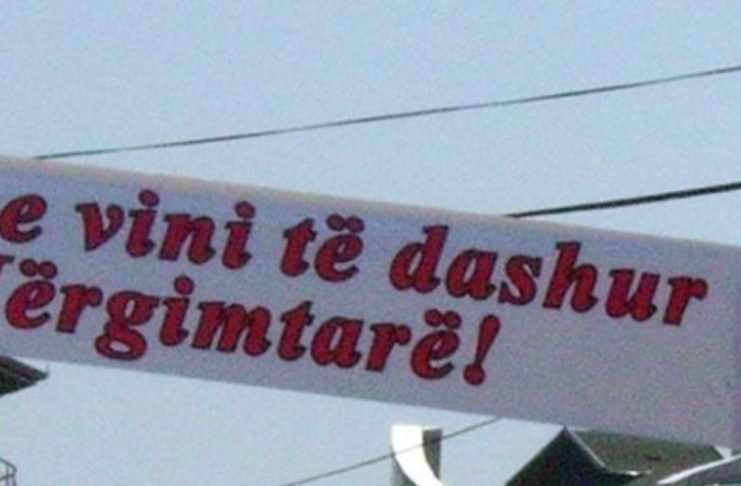 e vini të dashur
ërgimtarë!